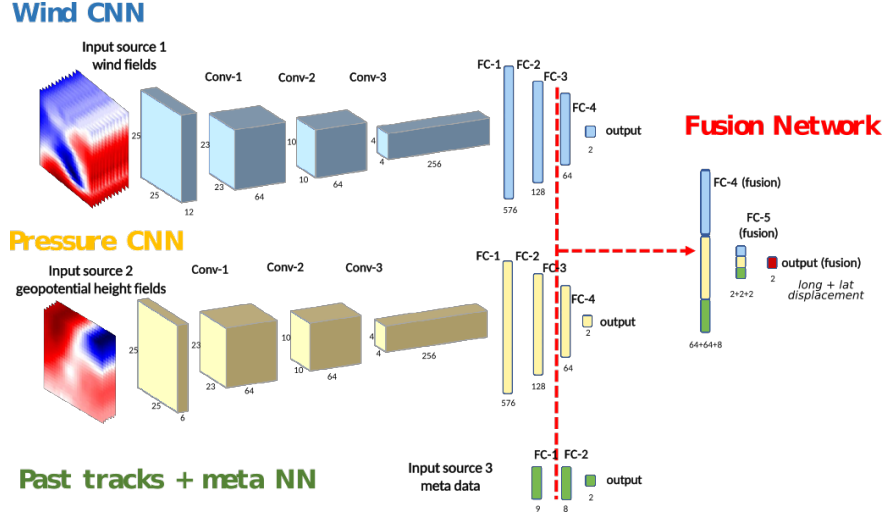 Wind CNN
Input source 1
wind fields
Conv-1
Conv-2
Conv-3
FC-1
FC-2
FC-3
FC-4
output
25
25
12
23
23
64
10
10
64
4
4
256
576
128
64
2
Fusion Network
FC-4 (fusion)
FC-5
(fusion)
output (fusion)
2
long + lat
displacement
2+2+2
64+64+8
Pressure CNN
Input source 2
geopotential height fields
Conv-1
Conv-2
Conv-3
FC-1
FC-2
FC-3
FC-4
output
25
25
6
23
23
64
10
10
64
4
4
256
576
128
64
2
Past tracks + meta NN
Input source 3
meta data
FC-1
FC-2
output
9
8
2